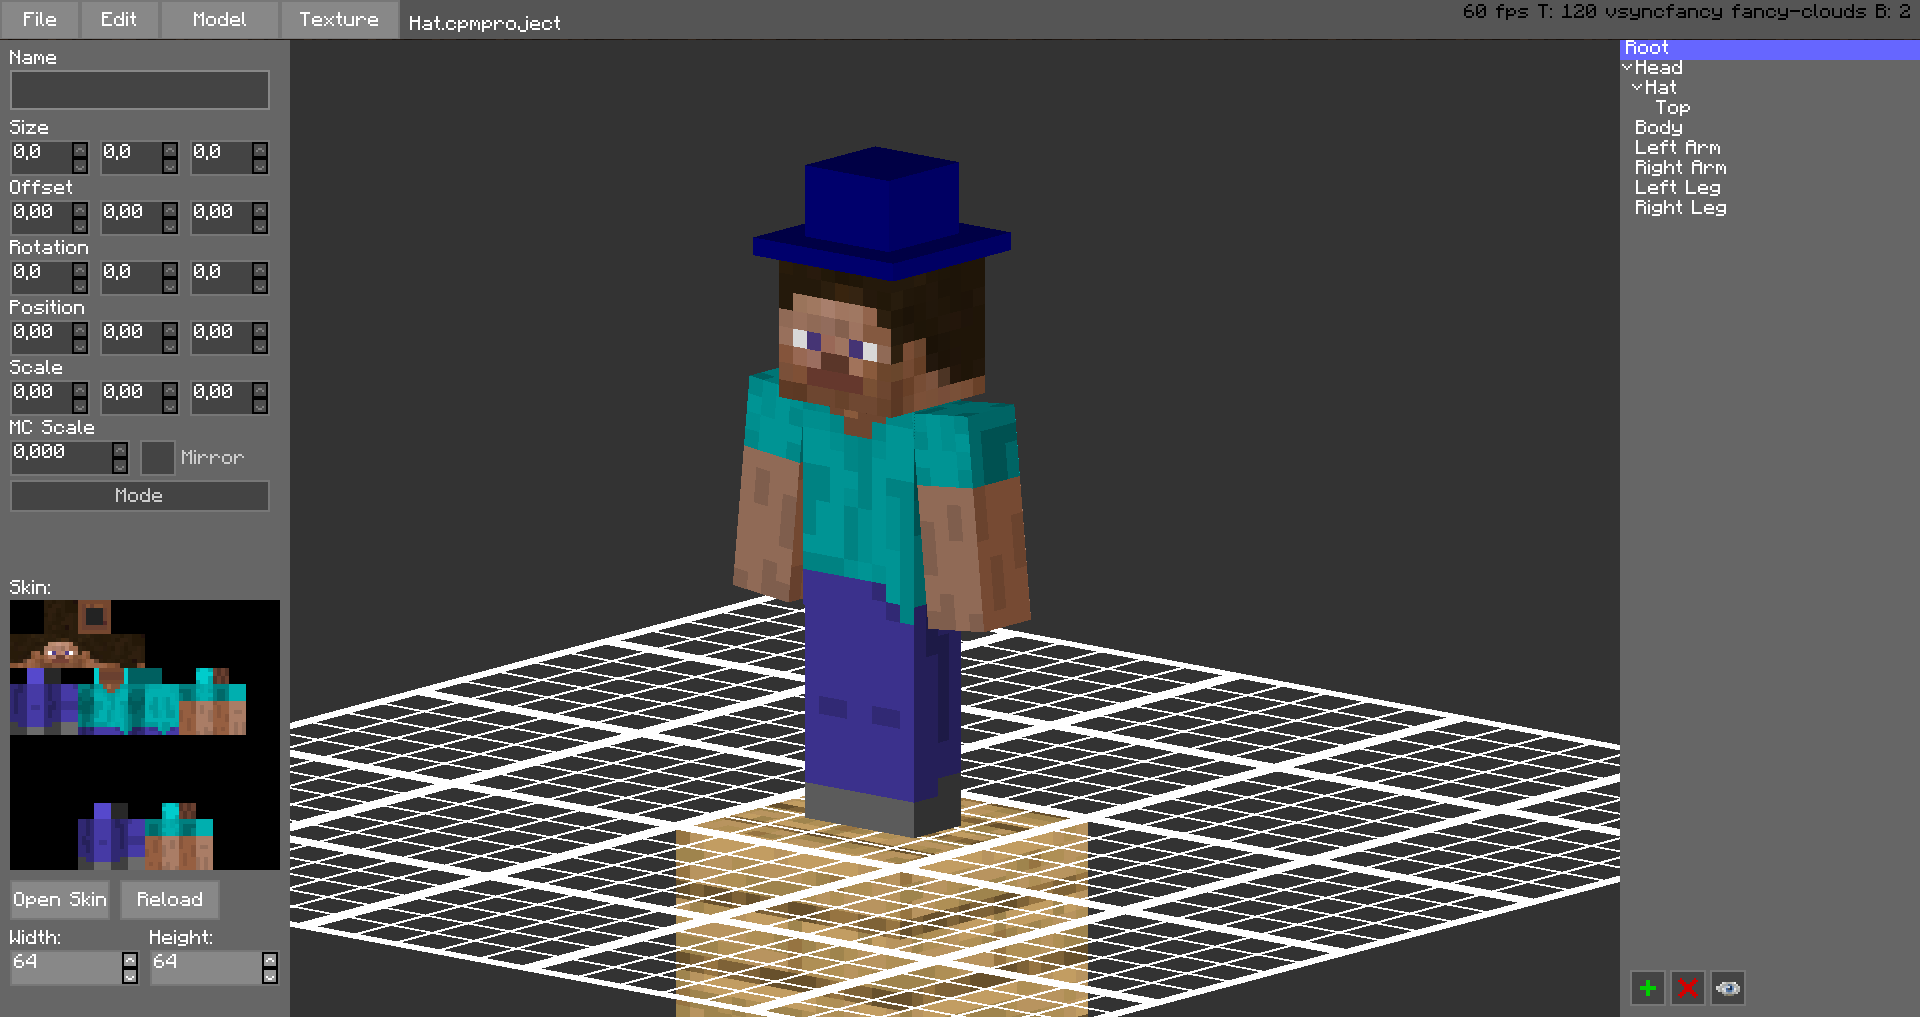 File Edit Model Texture Hat.cpmproject
60 fps T: 120 vsyncfancy fancy-clouds B: 2
Name
Size
0,0 0,0 0,0
Offset
0,00 0,00 0,00
Rotation
0,0 0,0 0,0
Position
0,00 0,00 0,00
Scale
0,00 0,00 0,00
MC Scale
0,000 Mirror
Mode
Skin:
Open Skin Reload
Width: Height:
64 64
Root
Head
Hat
Top
Body
Left Arm
Right Arm
Left Leg
Right Leg